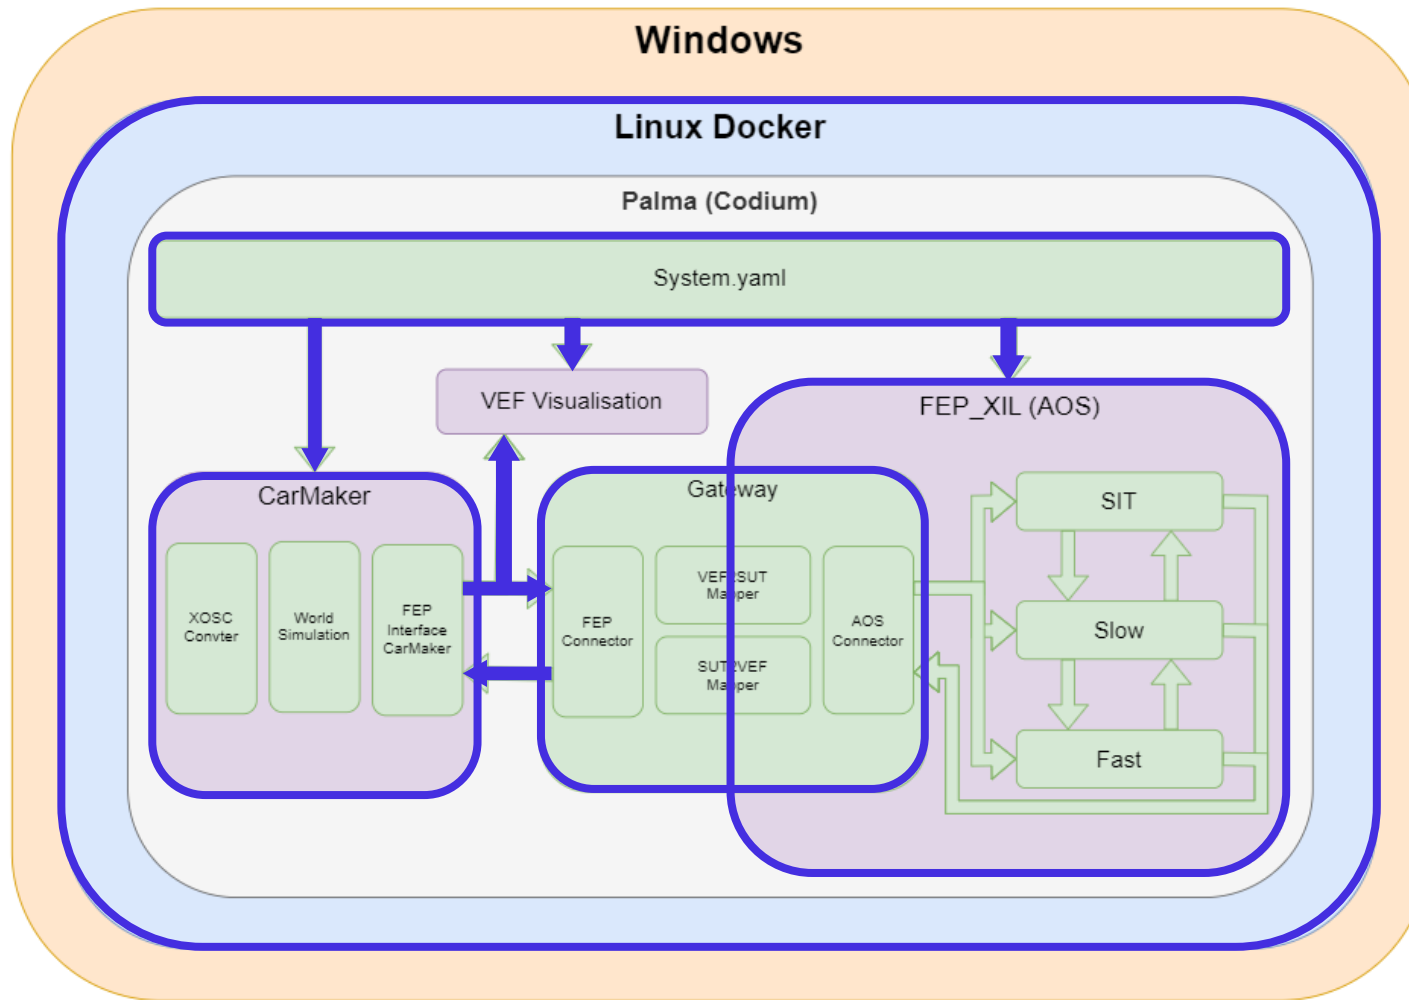 Windows
Linux Docker
Palma (Codium)
System.yaml
VEF Visualisation
FEP_XIL (AOS)
CarMaker
XOSC
Convter
World
Simulation
FEP
Interface
CarMaker
Gateway
FEP
Connector
VEF2SUT
Mapper
SUT2VEF
Mapper
AOS
Connector
SIT
Slow
Fast